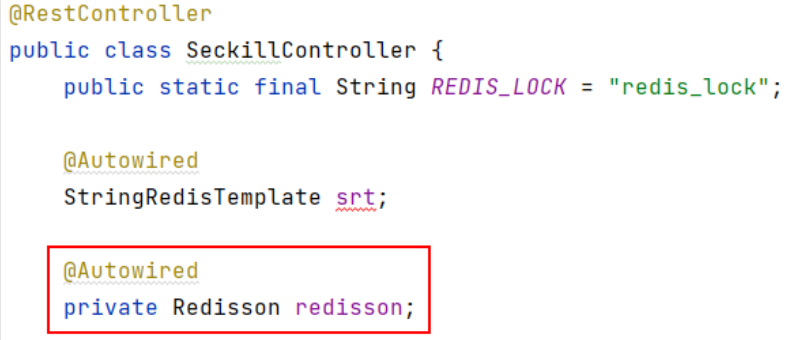 @RestController
public class SeckillController {
    public static final String REDIS_LOCK = "redis_lock";
    @Autowired
    StringRedisTemplate srt;
    @Autowired
    private Redisson redisson;